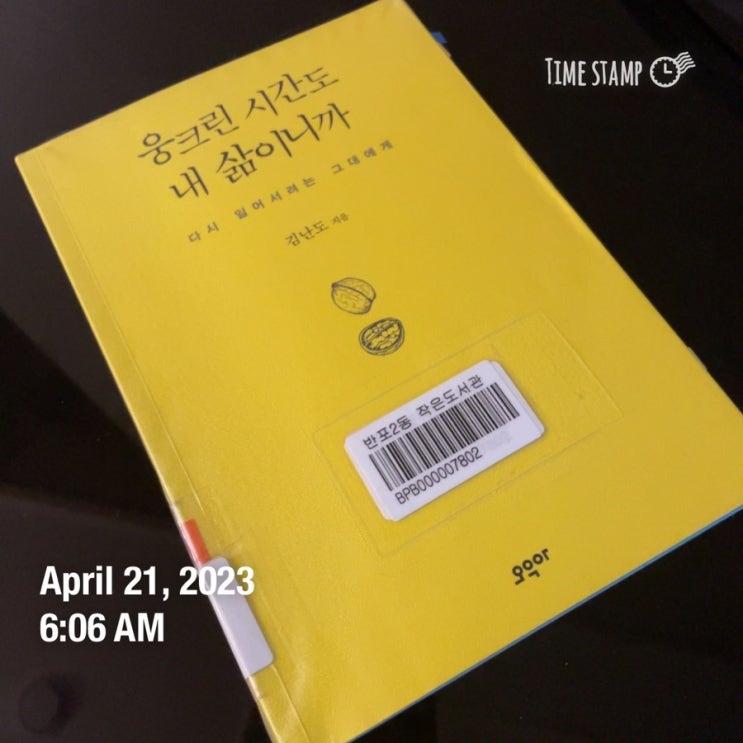 TIME STAMP
웅크린 시간도
내 삶이니까
다시 일어서려는 그대에게
김난도 지음
반포2동 작은도서관
BPB000007802
오우아
April 21, 2023
6:06 AM